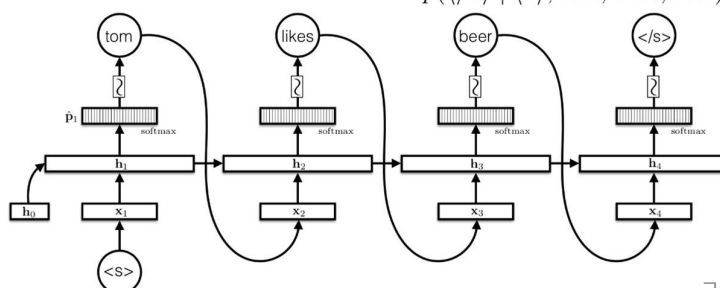 tom likes beer </s>
p̂₁
softmax softmax softmax softmax
h₁ h₂ h₃ h₄
h₀ x₁ x₂ x₃ x₄
<s>